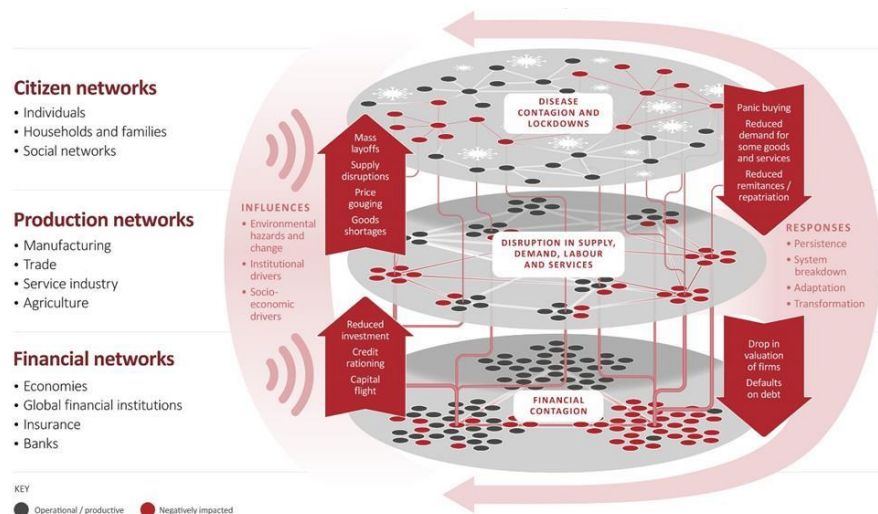 Citizen networks
• Individuals
• Households and families
• Social networks
Production networks
• Manufacturing
• Trade
• Service industry
• Agriculture
Financial networks
• Economies
• Global financial institutions
• Insurance
• Banks
INFLUENCES
• Environmental
hazards and
change
• Institutional
drivers
• Socio-
economic
drivers
Mass
layoffs
Supply
disruptions
Price
gouging
Goods
shortages
Reduced
investment
Credit
rationing
Capital
flight
DISEASE
CONTAGION AND
LOCKDOWNS
DISRUPTION IN SUPPLY,
DEMAND, LABOUR
AND SERVICES
FINANCIAL
CONTAGION
Panic buying
Reduced
demand for
some goods
and services
Reduced
remitances /
repatriation
Drop in
valuation
of firms
Defaults
on debt
RESPONSES
• Persistence
• System
breakdown
• Adaptation
• Transformation
KEY
Operational / productive
Negatively impacted